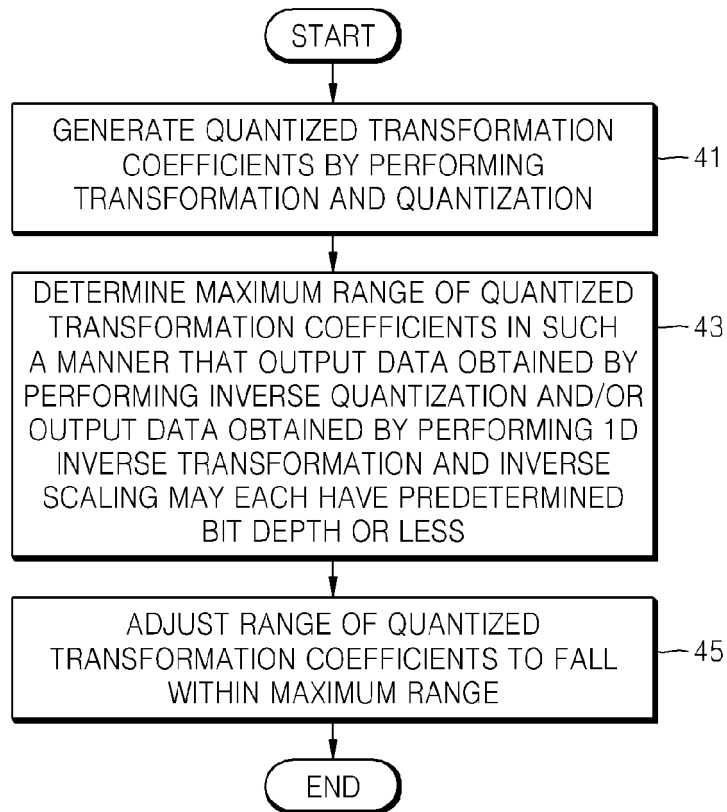 START
GENERATE QUANTIZED TRANSFORMATION
COEFFICIENTS BY PERFORMING
TRANSFORMATION AND QUANTIZATION
41
DETERMINE MAXIMUM RANGE OF QUANTIZED
TRANSFORMATION COEFFICIENTS IN SUCH
A MANNER THAT OUTPUT DATA OBTAINED BY
PERFORMING INVERSE QUANTIZATION AND/OR
OUTPUT DATA OBTAINED BY PERFORMING 1D
INVERSE TRANSFORMATION AND INVERSE
SCALING MAY EACH HAVE PREDETERMINED
BIT DEPTH OR LESS
43
ADJUST RANGE OF QUANTIZED
TRANSFORMATION COEFFICIENTS TO FALL
WITHIN MAXIMUM RANGE
45
END